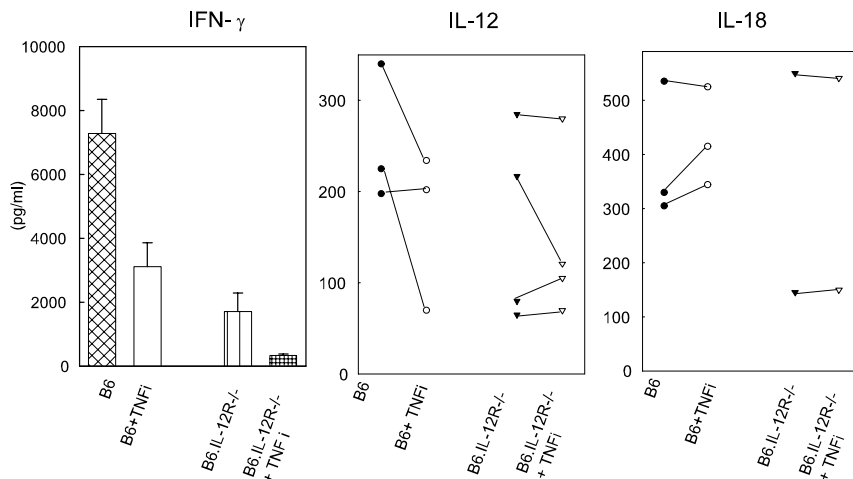 IFN- γ
IL-12
IL-18
(pg/ml)
10000
8000
6000
4000
2000
0
B6
B6+TNFi
B6.IL-12R-/-
B6.IL-12R-/-
+ TNF i
300
200
100
0
B6
B6+ TNFi
B6.IL-12R-/-
B6.IL-12R-/-
+ TNFi
500
400
300
200
100
0
B6
B6+TNFi
B6.IL-12R-/-
B6.IL-12R-/-
+ TNFi